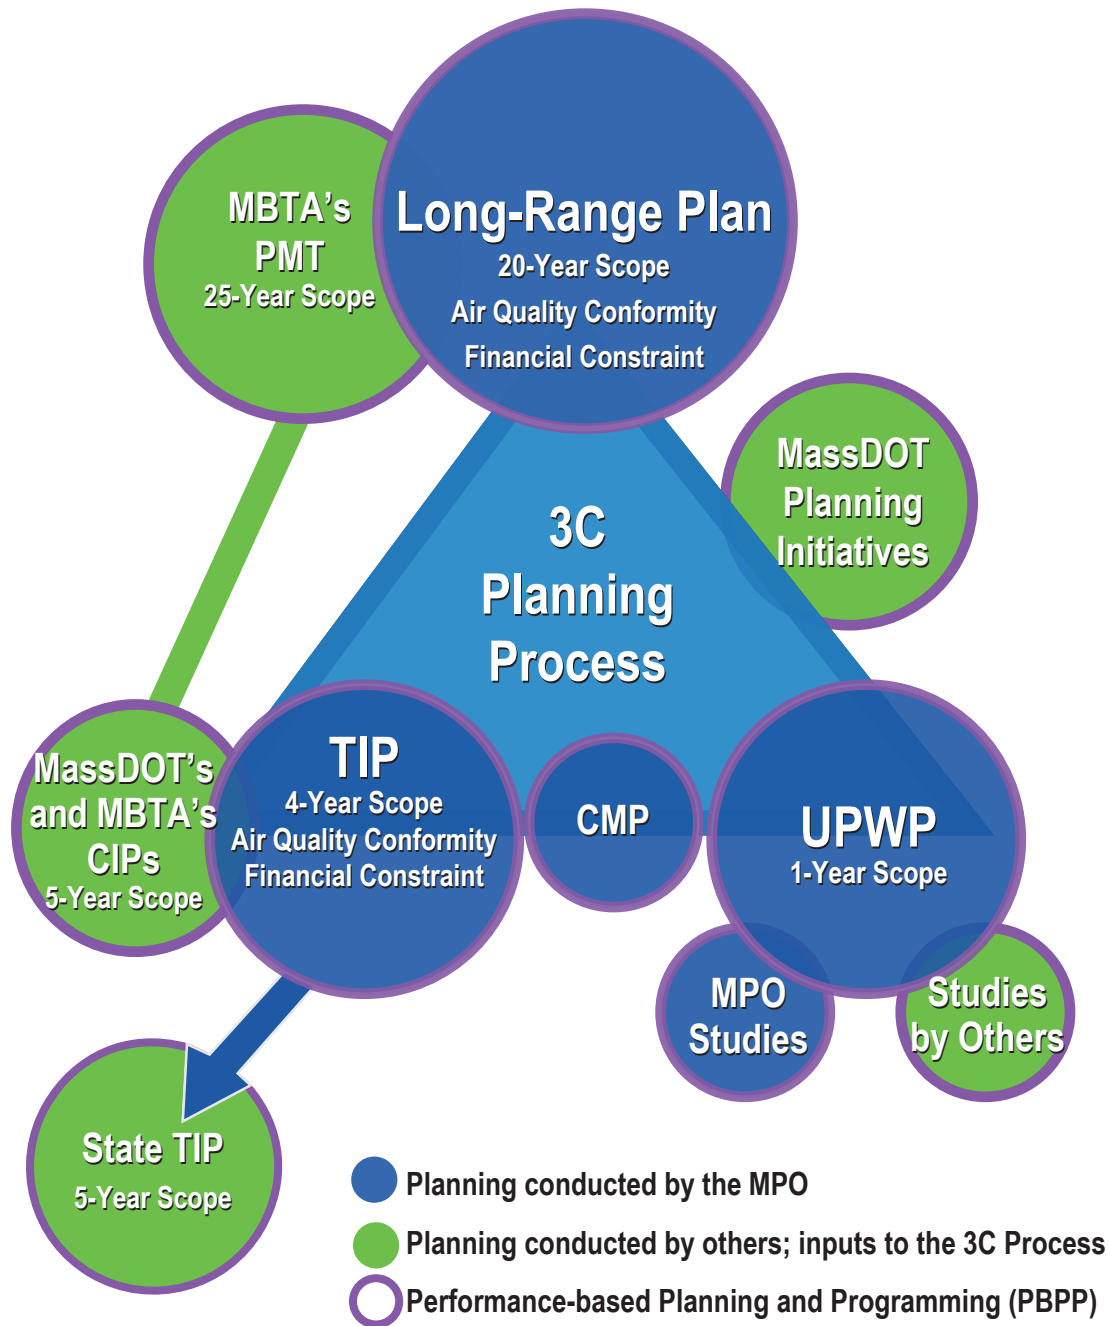 MBTA's
PMT
25-Year Scope
Long-Range Plan
20-Year Scope
Air Quality Conformity
Financial Constraint
MassDOT
Planning
Initiatives
3C
Planning
Process
MassDOT's
and MBTA's
CIPs
5-Year Scope
TIP
4-Year Scope
Air Quality Conformity
Financial Constraint
CMP
UPWP
1-Year Scope
MPO
Studies
Studies
by Others
State TIP
5-Year Scope
Planning conducted by the MPO
Planning conducted by others; inputs to the 3C Process
Performance-based Planning and Programming (PBPP)